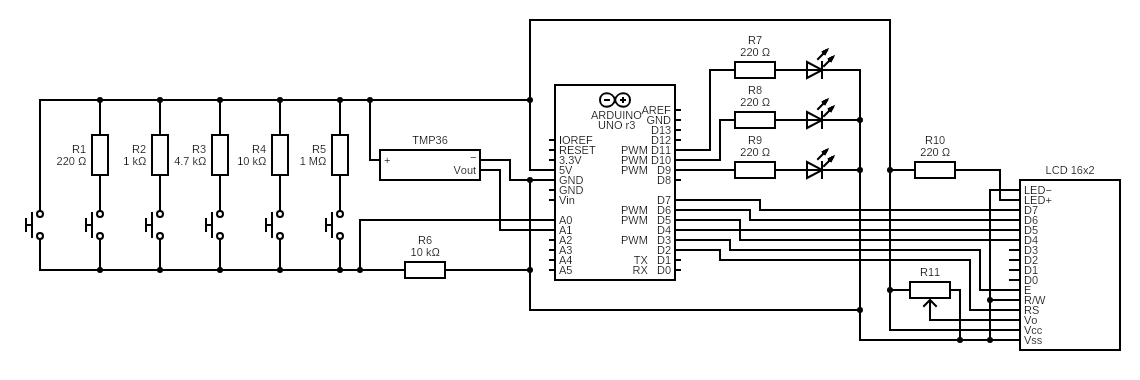 R7
220 Ω
R8
220 Ω
R9
220 Ω
R10
220 Ω
R11
R1
220 Ω
R2
1 kΩ
R3
4.7 kΩ
R4
10 kΩ
R5
1 MΩ
R6
10 kΩ
TMP36
+
−
Vout
ARDUINO
UNO r3
IOREF
RESET
3.3V
5V
GND
GND
Vin
A0
A1
A2
A3
A4
A5
AREF
GND
D13
D12
PWM D11
PWM D10
PWM D9
D8
D7
PWM D6
PWM D5
D4
PWM D3
D2
TX D1
RX D0
LCD 16x2
LED−
LED+
D7
D6
D5
D4
D3
D2
D1
D0
E
R/W
RS
Vo
Vcc
Vss